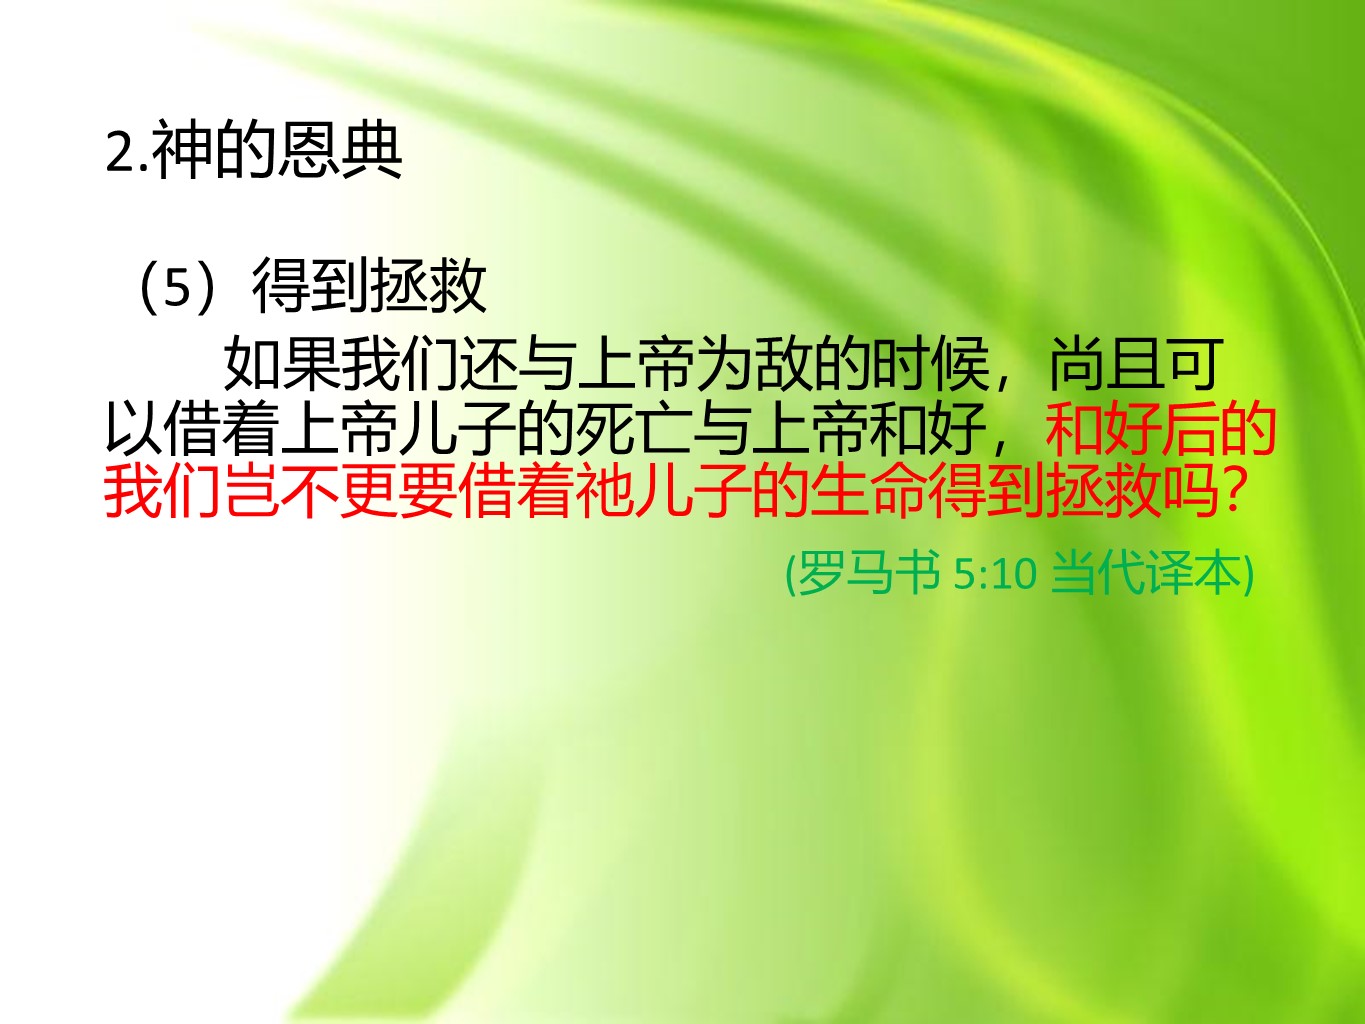 2.神的恩典
（5）得到拯救
如果我们还与上帝为敌的时候，尚且可
以借着上帝儿子的死亡与上帝和好，和好后的
我们岂不更要借着祂儿子的生命得到拯救吗？
(罗马书 5:10 当代译本)